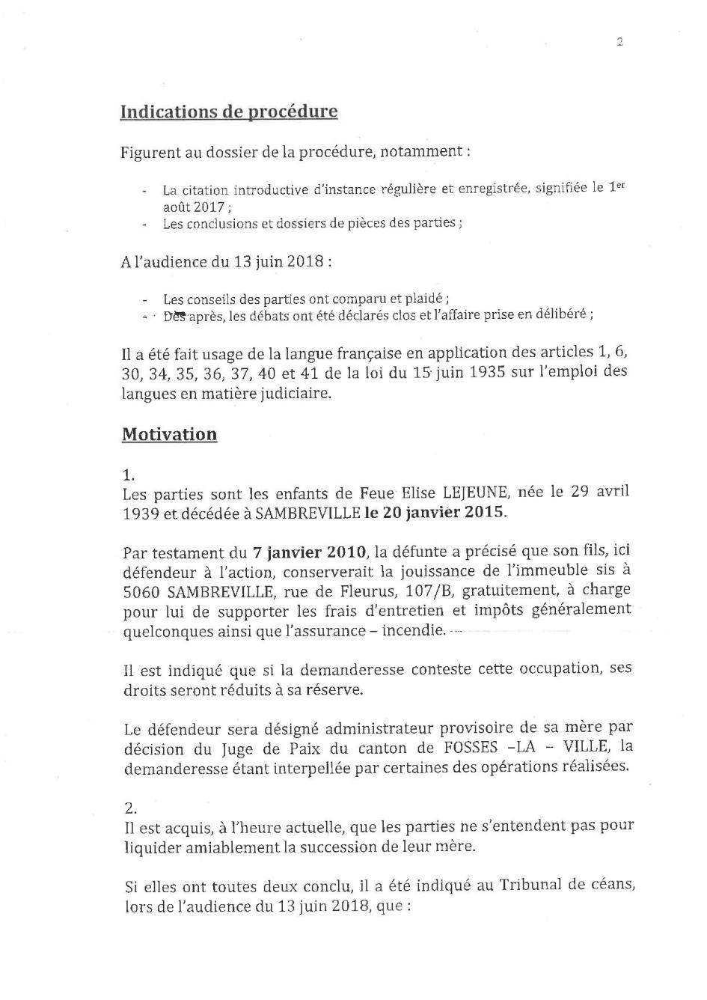 2
Indications de procédure
Figurent au dossier de la procédure, notamment :
- La citation introductive d'instance régulière et enregistrée, signifiée le 1er
août 2017 ;
- Les conclusions et dossiers de pièces des parties ;
A l'audience du 13 juin 2018 :
- Les conseils des parties ont comparu et plaidé ;
- Dès après, les débats ont été déclarés clos et l'affaire prise en délibéré ;
Il a été fait usage de la langue française en application des articles 1, 6,
30, 34, 35, 36, 37, 40 et 41 de la loi du 15 juin 1935 sur l'emploi des
langues en matière judiciaire.
Motivation
1.
Les parties sont les enfants de Feue Elise LEJEUNE, née le 29 avril
1939 et décédée à SAMBREVILLE le 20 janvier 2015.
Par testament du 7 janvier 2010, la défunte a précisé que son fils, ici
défendeur à l'action, conserverait la jouissance de l'immeuble sis à
5060 SAMBREVILLE, rue de Fleurus, 107/B, gratuitement, à charge
pour lui de supporter les frais d'entretien et impôts généralement
quelconques ainsi que l'assurance – incendie.
Il est indiqué que si la demanderesse conteste cette occupation, ses
droits seront réduits à sa réserve.
Le défendeur sera désigné administrateur provisoire de sa mère par
décision du Juge de Paix du canton de FOSSES –LA – VILLE, la
demanderesse étant interpellée par certaines des opérations réalisées.
2.
Il est acquis, à l'heure actuelle, que les parties ne s'entendent pas pour
liquider amiablement la succession de leur mère.
Si elles ont toutes deux conclu, il a été indiqué au Tribunal de céans,
lors de l'audience du 13 juin 2018, que :